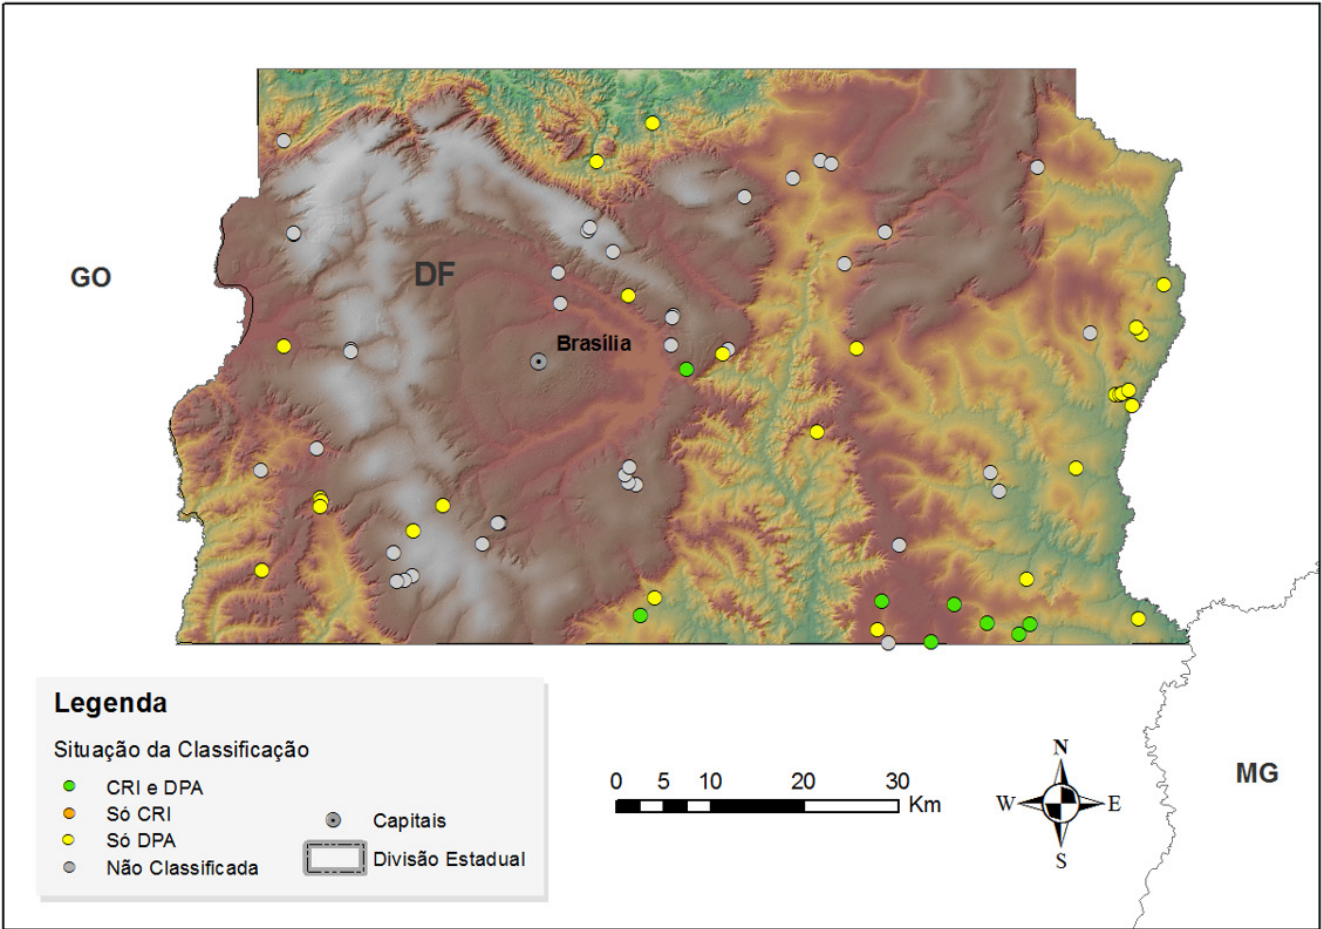 GO
DF
Brasília
Legenda
Situação da Classificação
CRI e DPA
Só CRI
Só DPA
Não Classificada
Capitais
Divisão Estadual
0 5 10 20 30
Km
N
W E
S
MG